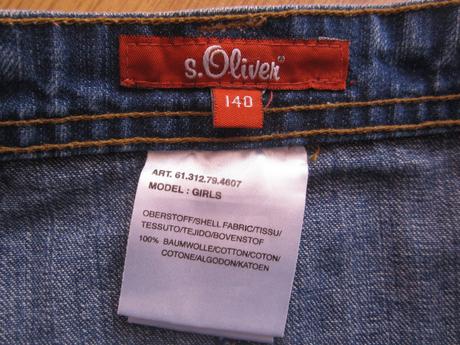 s.Oliver®
140
ART. 61.312.79.4607
MODEL : GIRLS
OBERSTOFF/SHELL FABRIC/TISSU/
TESSUTO/TEJIDO/BOVENSTOF
100% BAUMWOLLE/COTTON/COTON/
COTONE/ALGODON/KATOEN